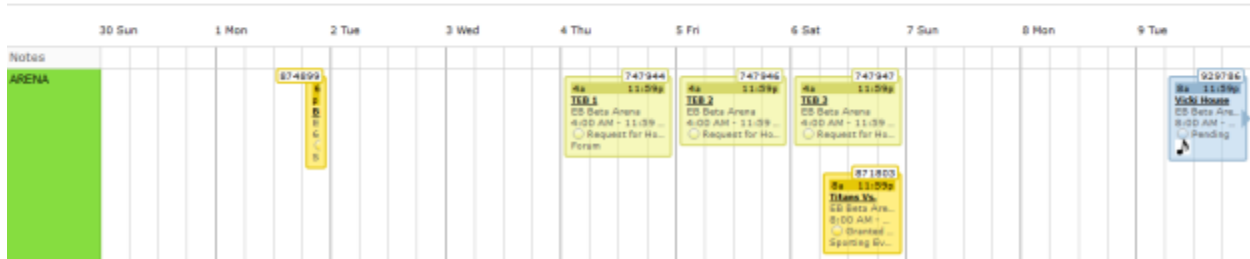 30 Sun 1 Mon 2 Tue 3 Wed 4 Thu 5 Fri 6 Sat 7 Sun 8 Mon 9 Tue
Notes
ARENA
874899
6
p
747944
4a 11:59p
TEB 1
EB Beta Arena
4:00 AM - 11:59 ...
Request for Ho...
Forum
747946
4a 11:59p
TEB 2
EB Beta Arena
4:00 AM - 11:59 ...
Request for Ho...
747947
4a 11:59p
TEB 3
EB Beta Arena
4:00 AM - 11:59 ...
Request for Ho...
871803
8a 11:59p
Titans Vs.
EB Beta Are...
8:00 AM - ...
Granted ...
Sporting Ev...
929786
8a 11:59p
Vicki House
EB Beta Are...
8:00 AM - ...
Pending